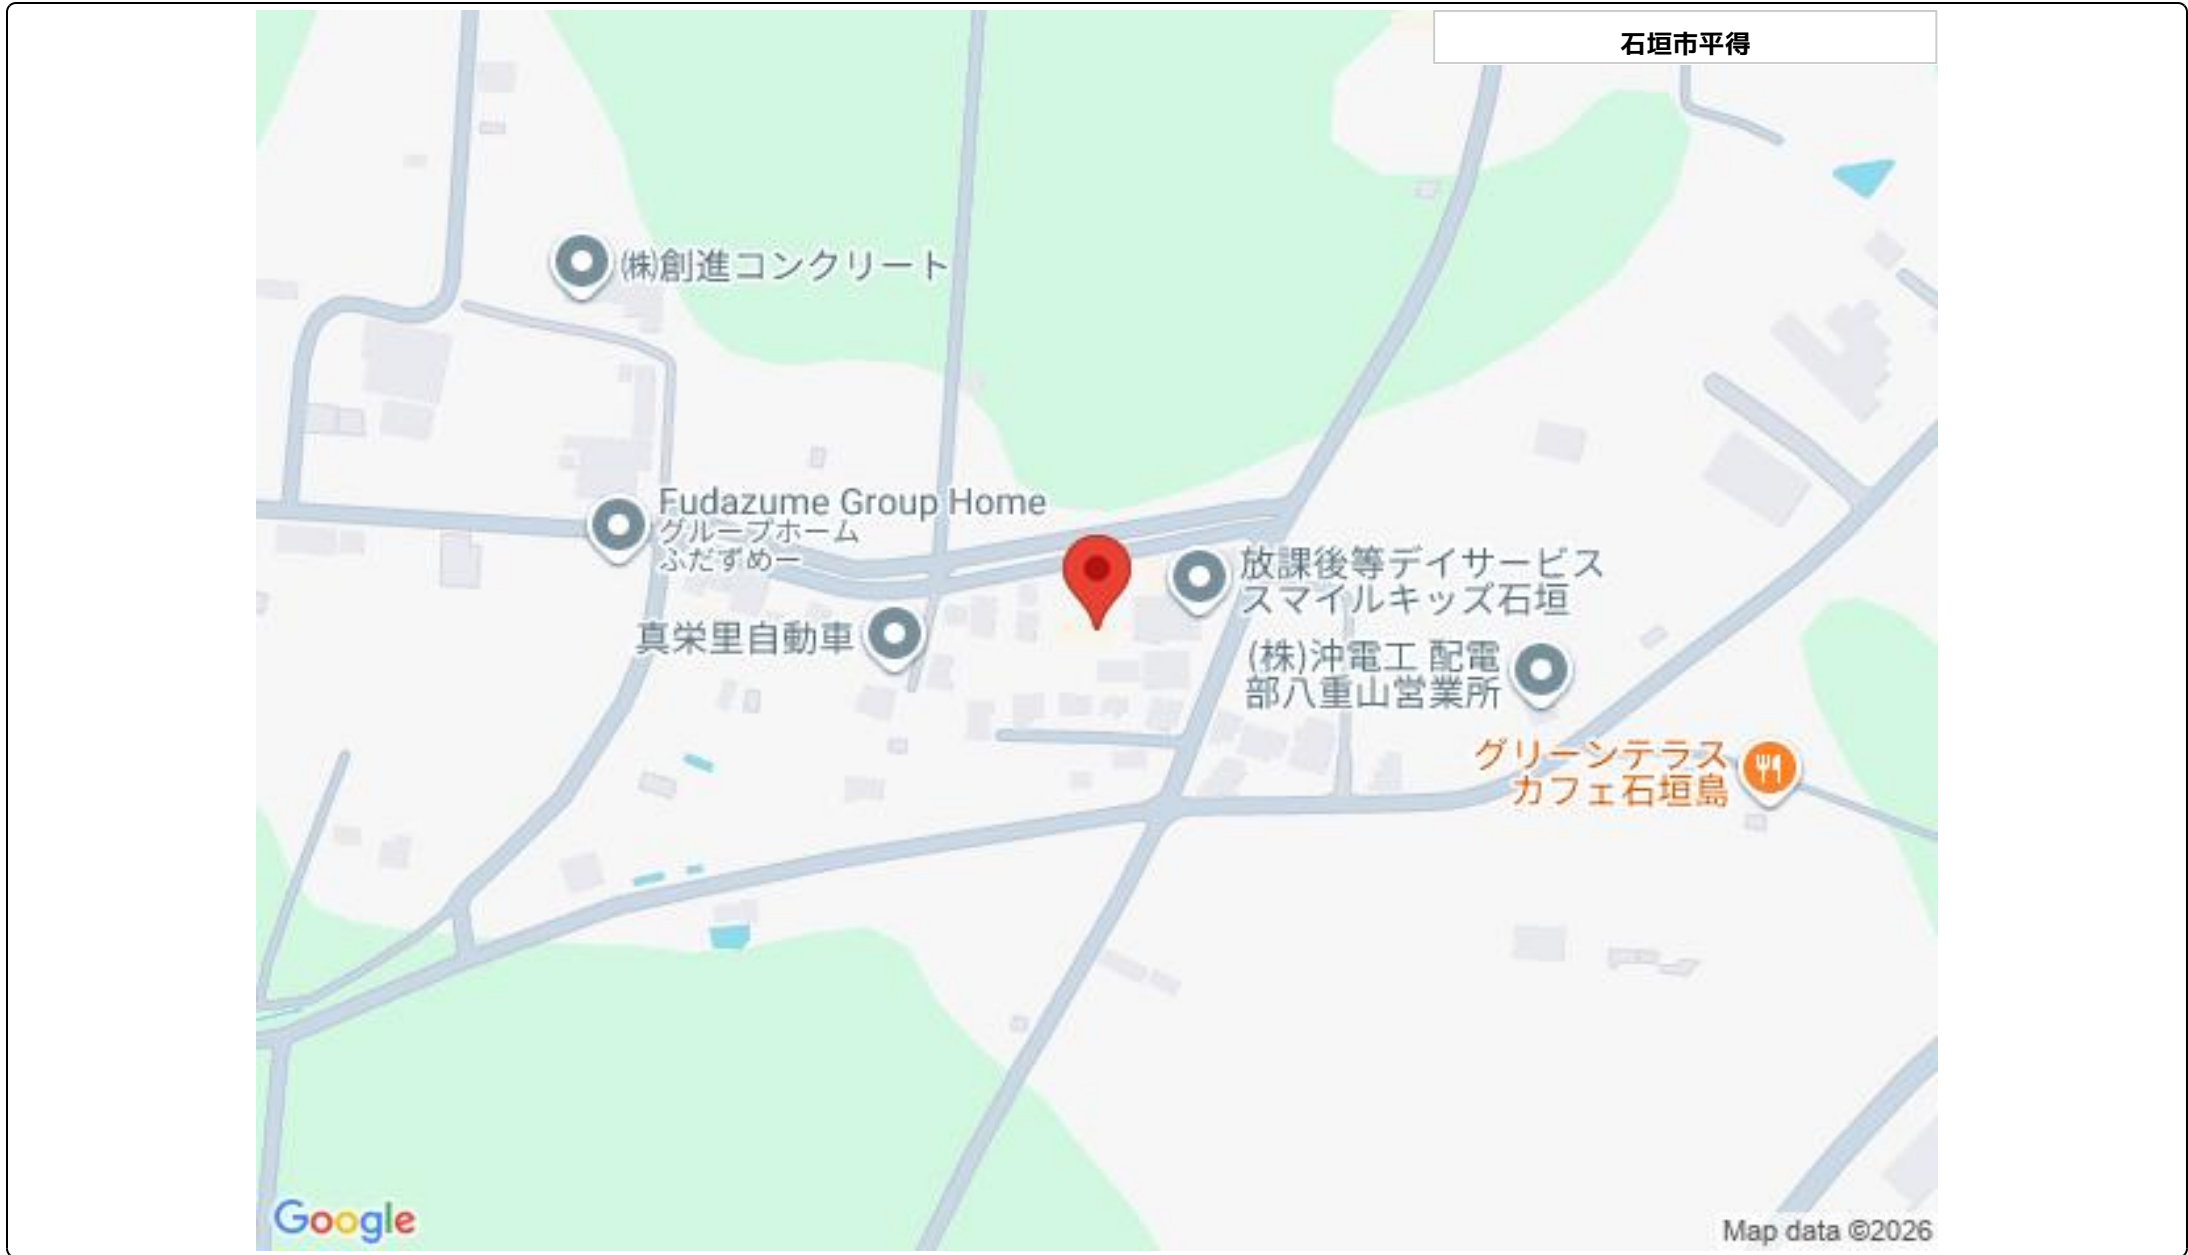 石垣市平得
㈱創進コンクリート
Fudazume Group Home
グループホーム
ふだずめー
放課後等デイサービス
スマイルキッズ石垣
真栄里自動車
(株)沖電工 配電
部八重山営業所
グリーンテラス
カフェ石垣島
Google
Map data ©2026